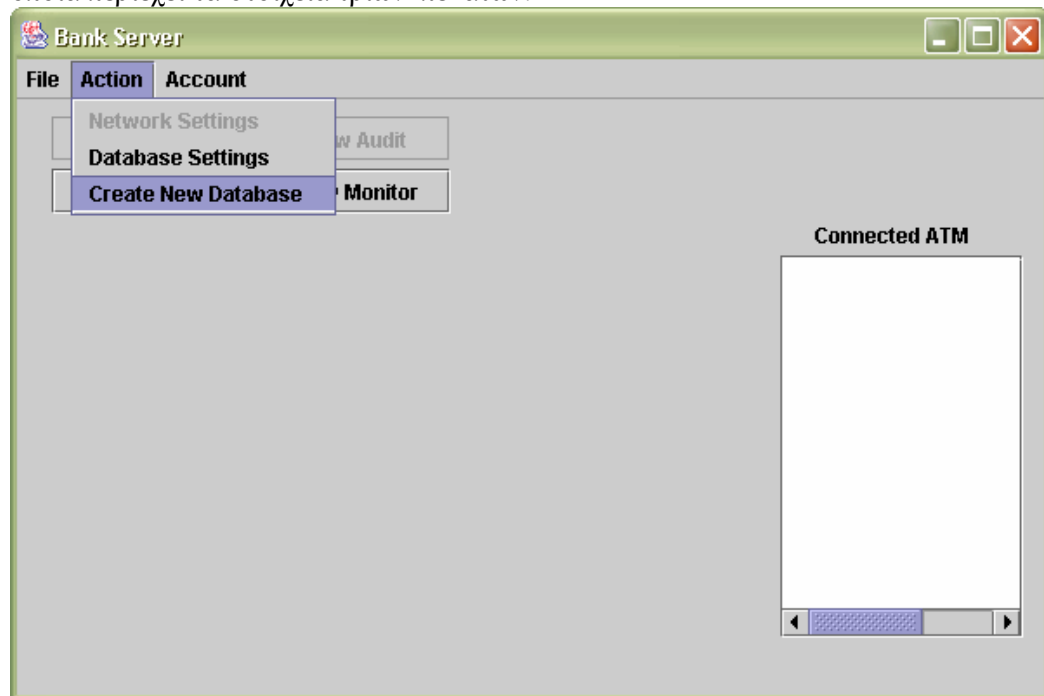 Bank Server
File Action Account
Network Settings
Database Settings
Create New Database
Audit
Monitor
Connected ATM